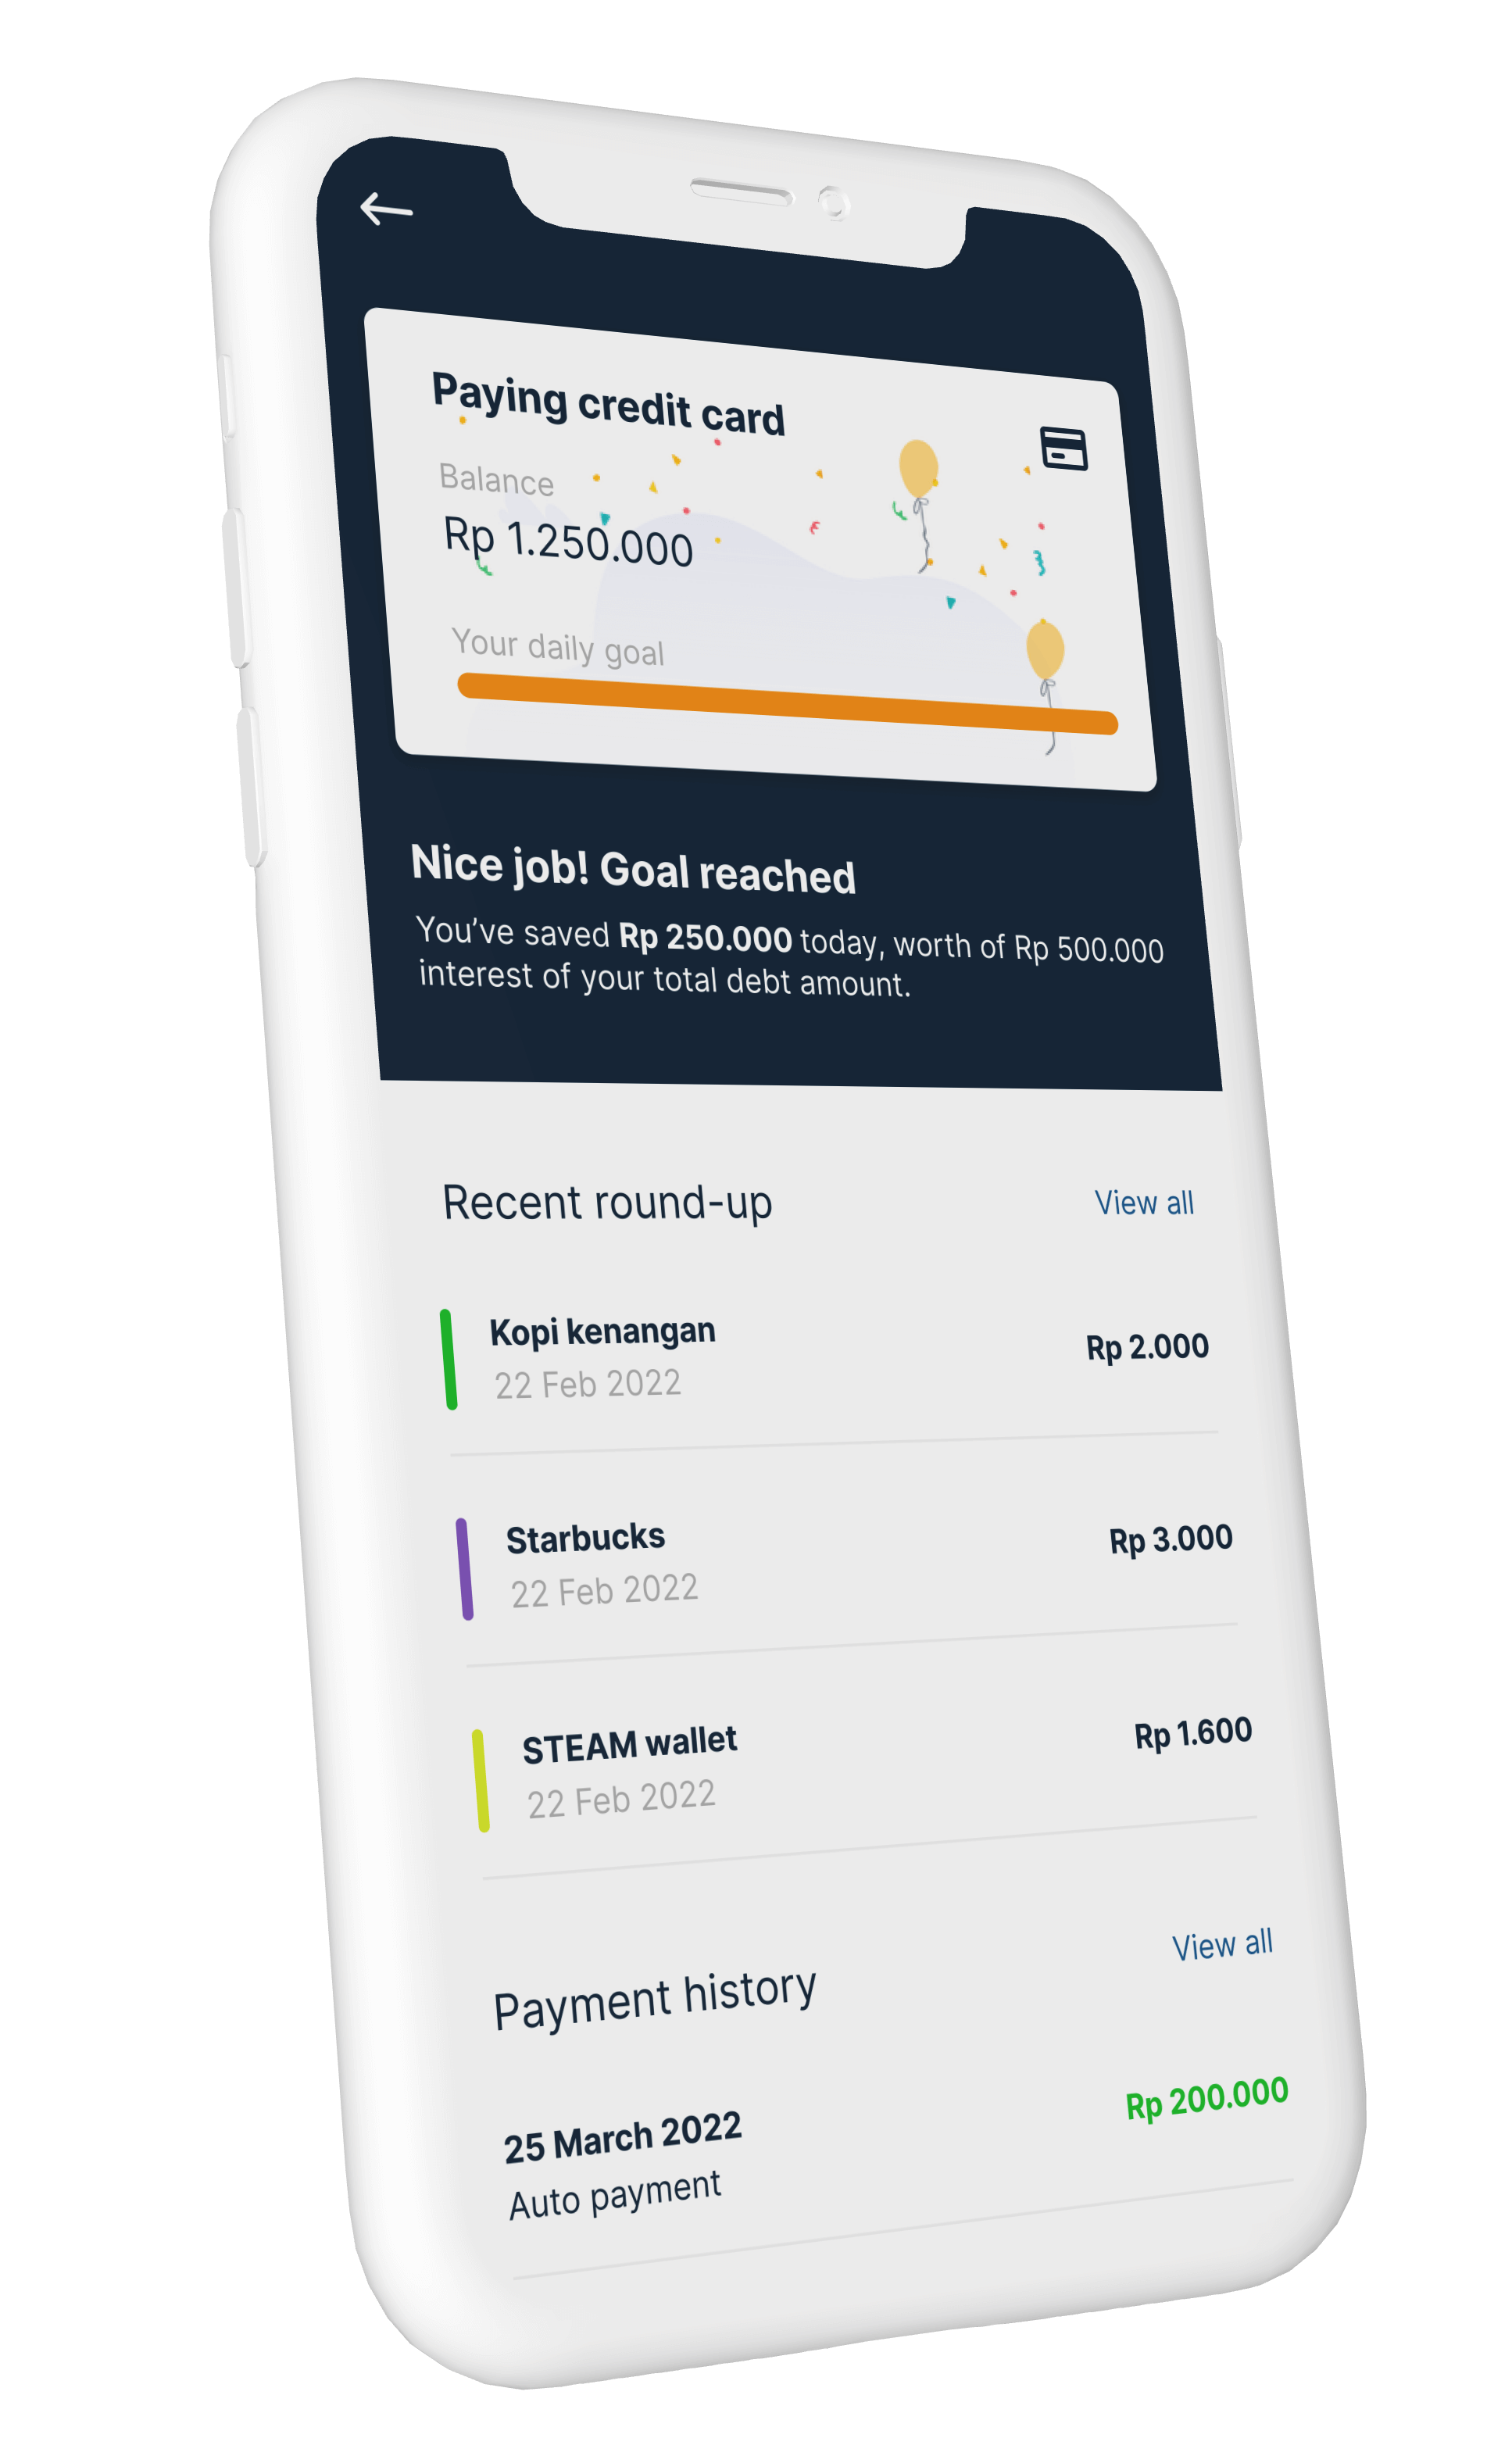 Paying credit card
Balance
Rp 1.250.000
Your daily goal
Nice job! Goal reached
You’ve saved Rp 250.000 today, worth of Rp 500.000
interest of your total debt amount.
Recent round-up
View all
Kopi kenangan
Rp 2.000
22 Feb 2022
Starbucks
Rp 3.000
22 Feb 2022
STEAM wallet
Rp 1.600
22 Feb 2022
Payment history
View all
25 March 2022
Rp 200.000
Auto payment